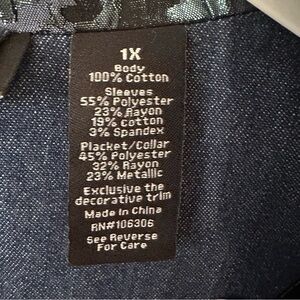 1X
Body
100% Cotton
Sleeves
55% Polyester
23% Rayon
19% Cotton
3% Spandex
Placket/Collar
45% Polyester
32% Rayon
23% Metallic
Exclusive the
decorative trim
Made in China
RN#106306
See Reverse
For Care